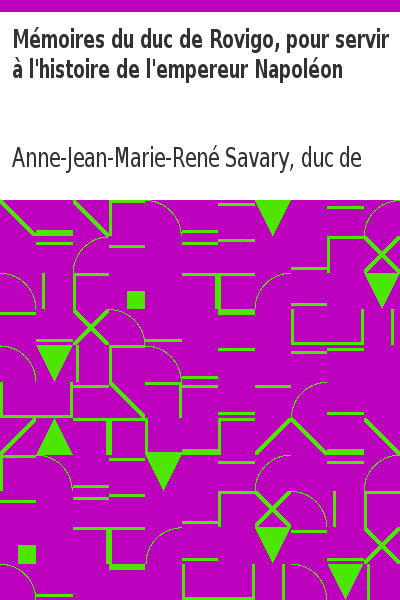 Mémoires du duc de Rovigo, pour servir
à l'histoire de l'empereur Napoléon
Anne-Jean-Marie-René Savary, duc de